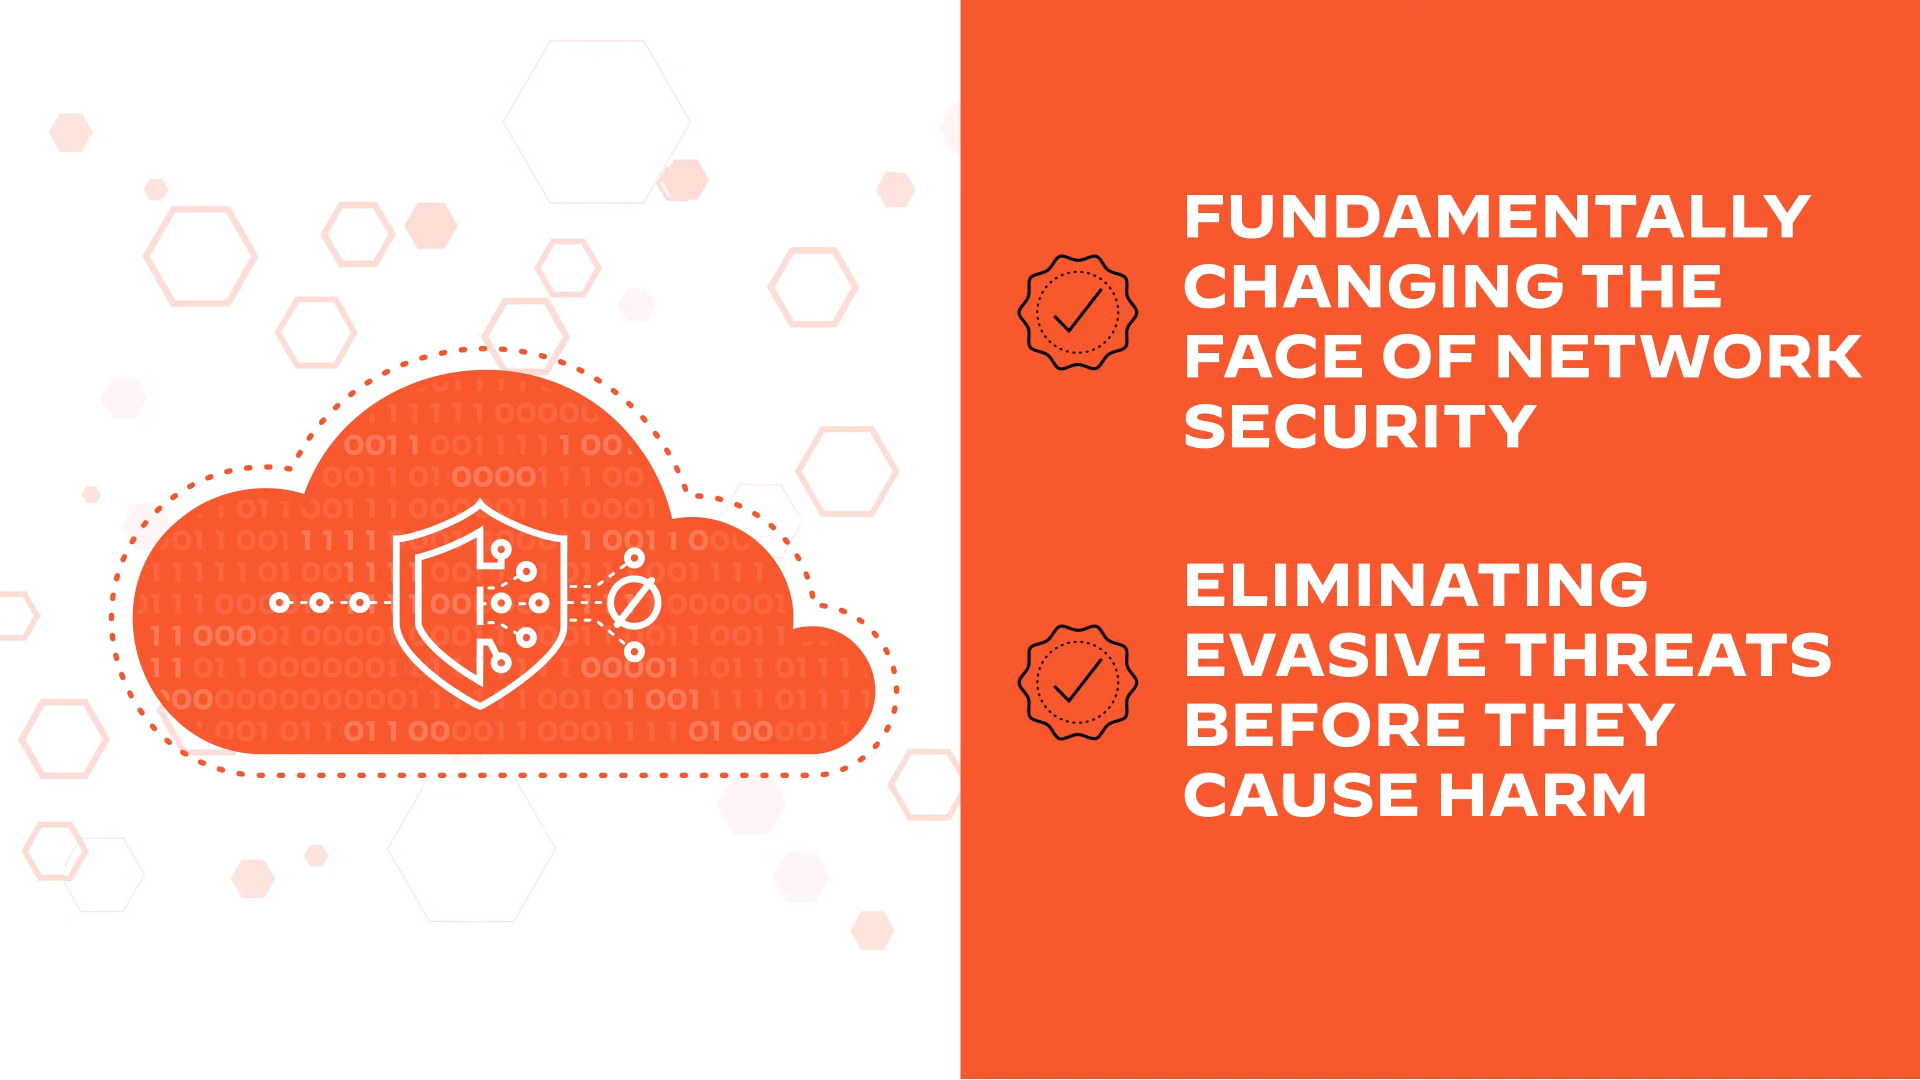 FUNDAMENTALLY
CHANGING THE
FACE OF NETWORK
SECURITY
ELIMINATING
EVASIVE THREATS
BEFORE THEY
CAUSE HARM